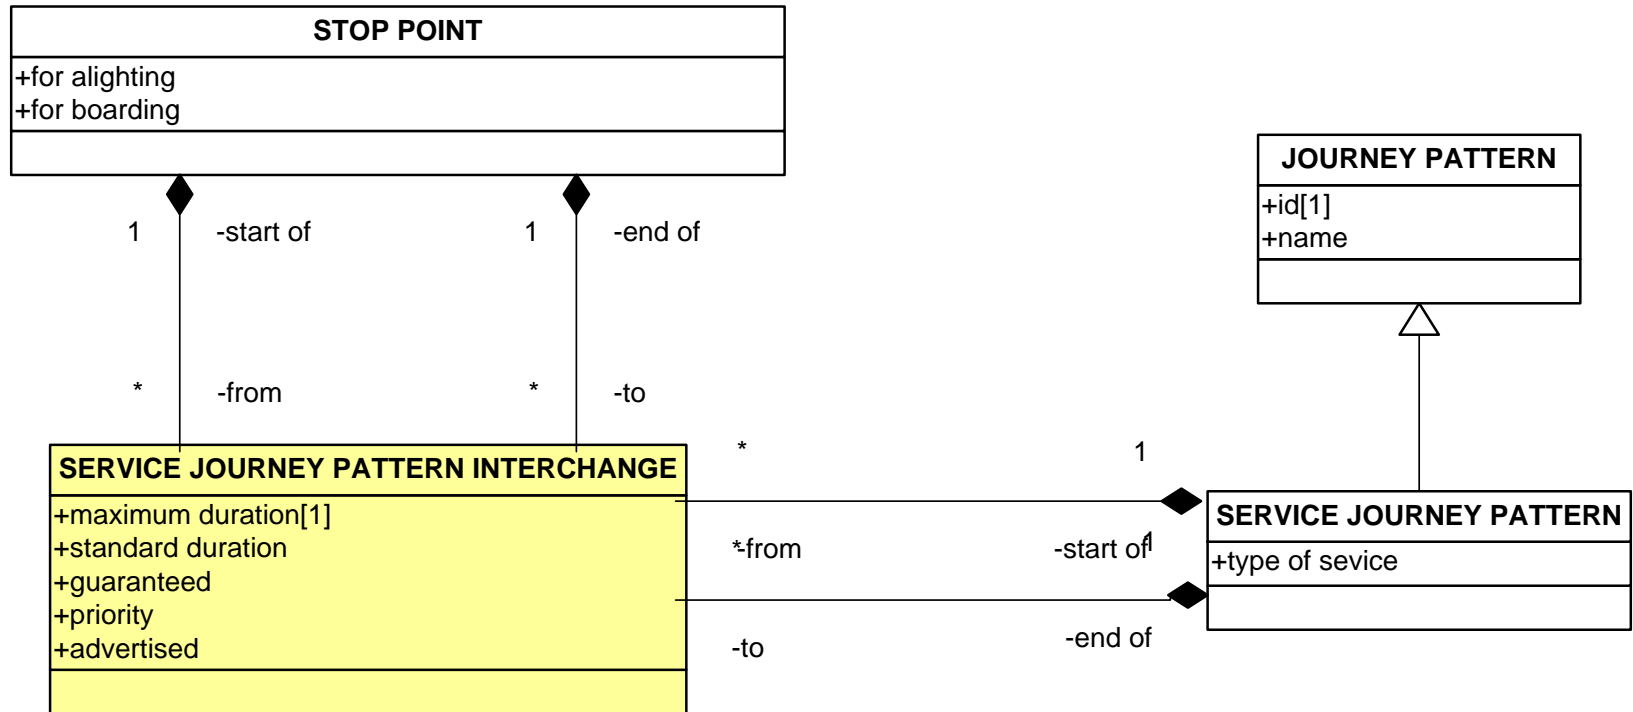 STOP POINT
+for alighting
+for boarding
1 -start of 1 -end of
* -from * -to
JOURNEY PATTERN
+id[1]
+name
SERVICE JOURNEY PATTERN INTERCHANGE
+maximum duration[1]
+standard duration
+guaranteed
+priority
+advertised
* 1
*-from -start of 1
-to -end of
SERVICE JOURNEY PATTERN
+type of sevice